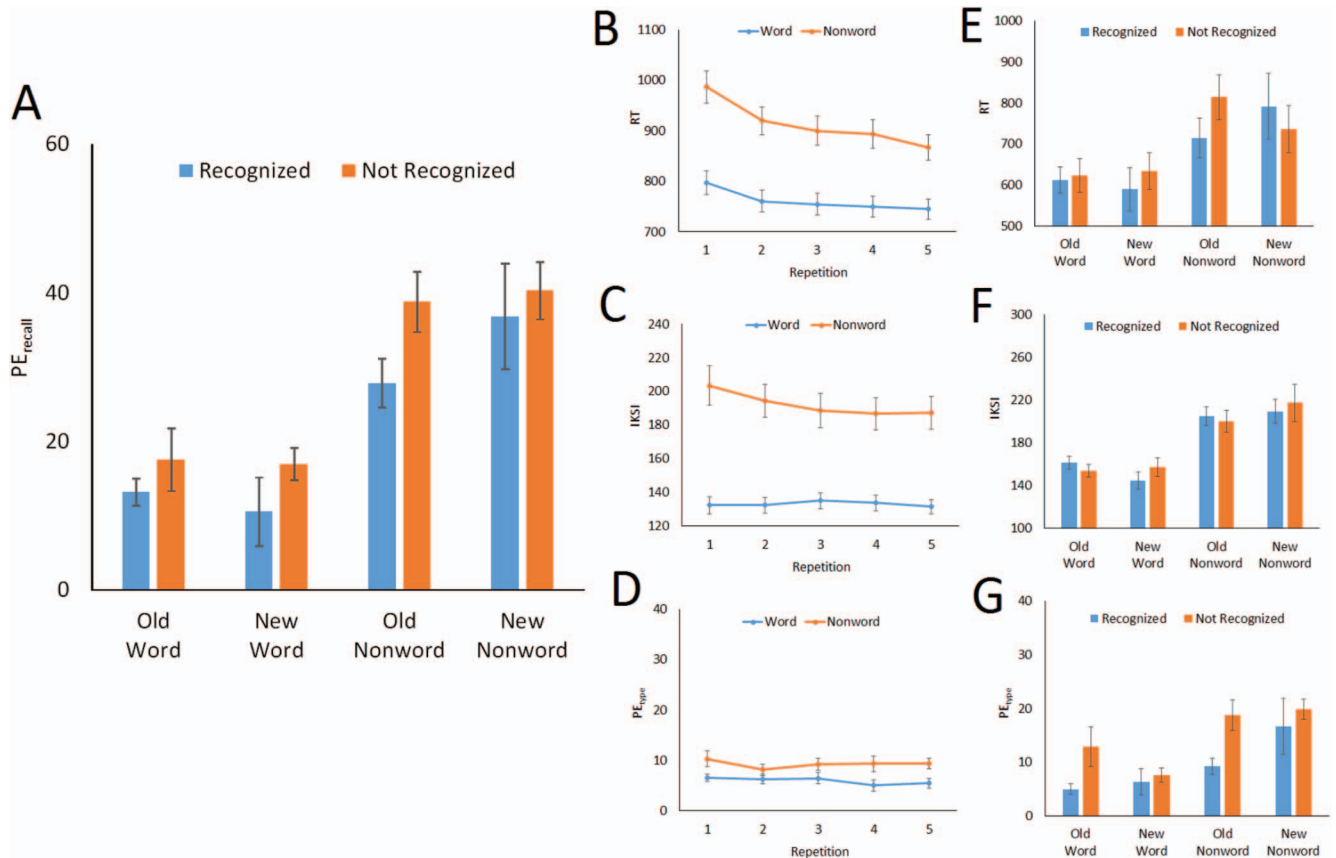 A
60
40
20
0
PErecall
Recognized Not Recognized
Old Word
New Word
Old Nonword
New Nonword
B
Word Nonword
1100
1000
900
800
700
RT
1 2 3 4 5
Repetition
C
Word Nonword
240
220
200
180
160
140
120
IKSI
1 2 3 4 5
Repetition
D
Word Nonword
40
30
20
10
0
PEtype
1 2 3 4 5
Repetition
E
Recognized Not Recognized
1000
900
800
700
600
500
RT
Old Word
New Word
Old Nonword
New Nonword
F
Recognized Not Recognized
300
260
220
180
140
100
IKSI
Old Word
New Word
Old Nonword
New Nonword
G
Recognized Not Recognized
40
30
20
10
0
PEtype
Old Word
New Word
Old Nonword
New Nonword